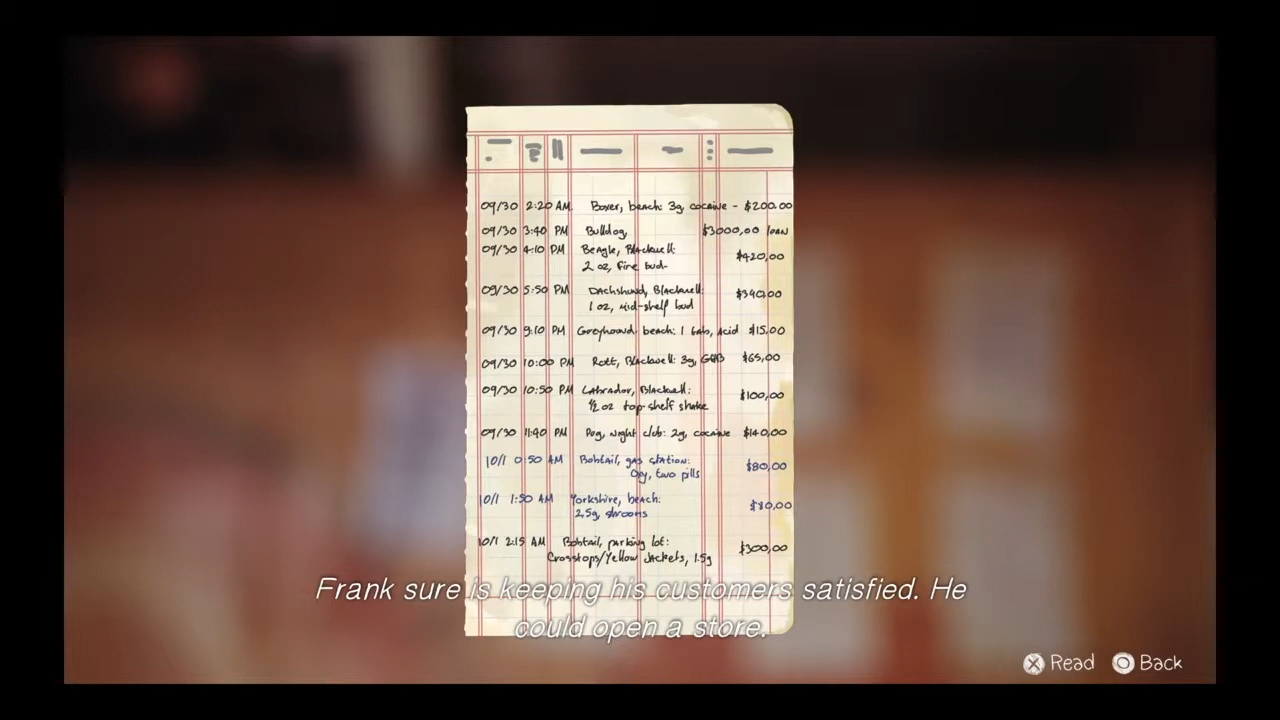 09/30 2:20 AM. Boxer, beach: 3g, cocaine - $200.00
09/30 3:40 PM Bulldog, $3000,00 loan
09/30 4:10 PM Beagle, Blackwell:
2 oz, fire bud- $420,00
09/30 5:50 PM Dachshund, Blackwell:
1 oz, mid-shelf bud $340,00
09/30 9:10 PM Greyhound, beach: 1 tab, acid $15,00
09/30 10:00 PM Rott, Blackwell: 3g, GHB $65,00
09/30 10:50 PM Labrador, Blackwell:
1/2 oz top-shelf shake $100,00
09/30 11:40 PM Pug, night club: 2g, cocaine $140,00
10/1 0:50 AM Bobtail, gas station:
Oxy, two pills $80,00
10/1 1:50 AM Yorkshire, beach:
2,5g, shrooms
10/1 2:15 AM Bobtail, parking lot:
Crosstops/Yellow Jackets, 1.5g $300,00
Frank sure is keeping his customers satisfied. He
could open a store.
Read Back